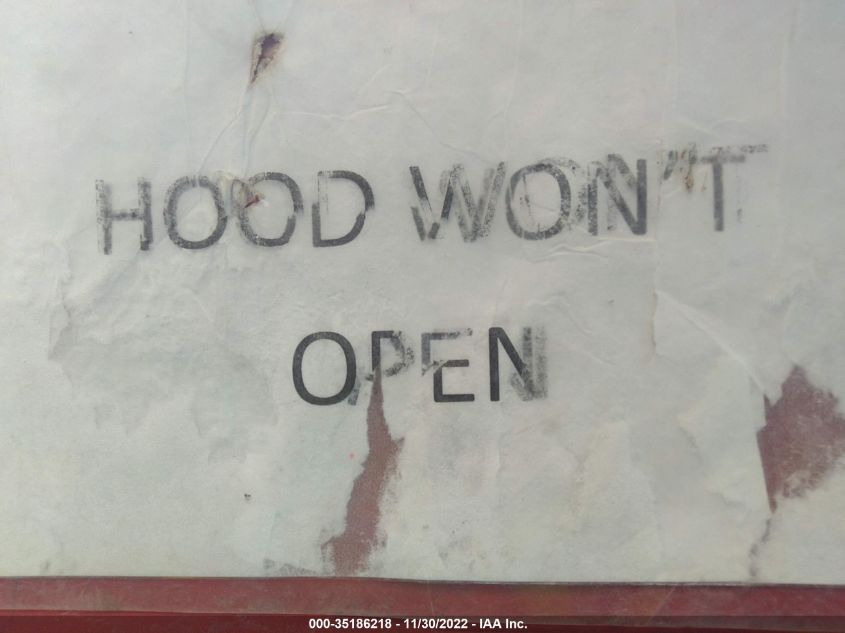 HOOD WON'T
OPEN
000-35186218 - 11/30/2022 - IAA Inc.